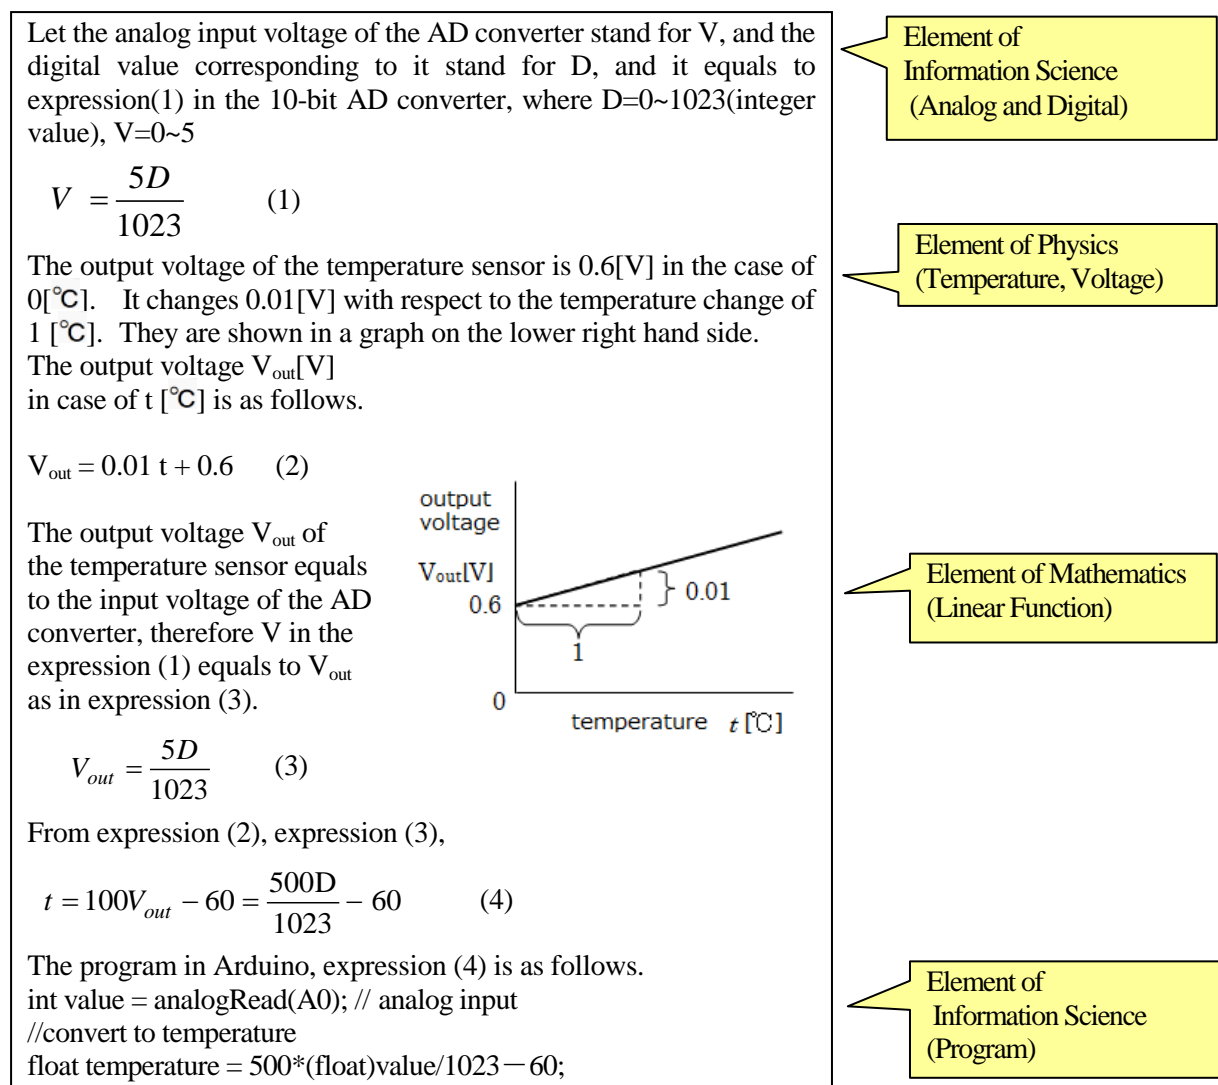 Let the analog input voltage of the AD converter stand for V, and the
digital value corresponding to it stand for D, and it equals to
expression(1) in the 10-bit AD converter, where D=0~1023(integer
value), V=0~5
V = 5D/1023 (1)
The output voltage of the temperature sensor is 0.6[V] in the case of
0[℃]. It changes 0.01[V] with respect to the temperature change of
1 [℃]. They are shown in a graph on the lower right hand side.
The output voltage Vout[V]
in case of t [℃] is as follows.
Vout = 0.01 t + 0.6 (2)
The output voltage Vout of
the temperature sensor equals
to the input voltage of the AD
converter, therefore V in the
expression (1) equals to Vout
as in expression (3).
Vout = 5D/1023 (3)
output
voltage
Vout[V]
0.6
0.01
1
0
temperature t [℃]
From expression (2), expression (3),
t = 100Vout − 60 = 500D/1023 − 60 (4)
The program in Arduino, expression (4) is as follows.
int value = analogRead(A0); // analog input
//convert to temperature
float temperature = 500*(float)value/1023－60;
Element of
Information Science
(Analog and Digital)
Element of Physics
(Temperature, Voltage)
Element of Mathematics
(Linear Function)
Element of
Information Science
(Program)